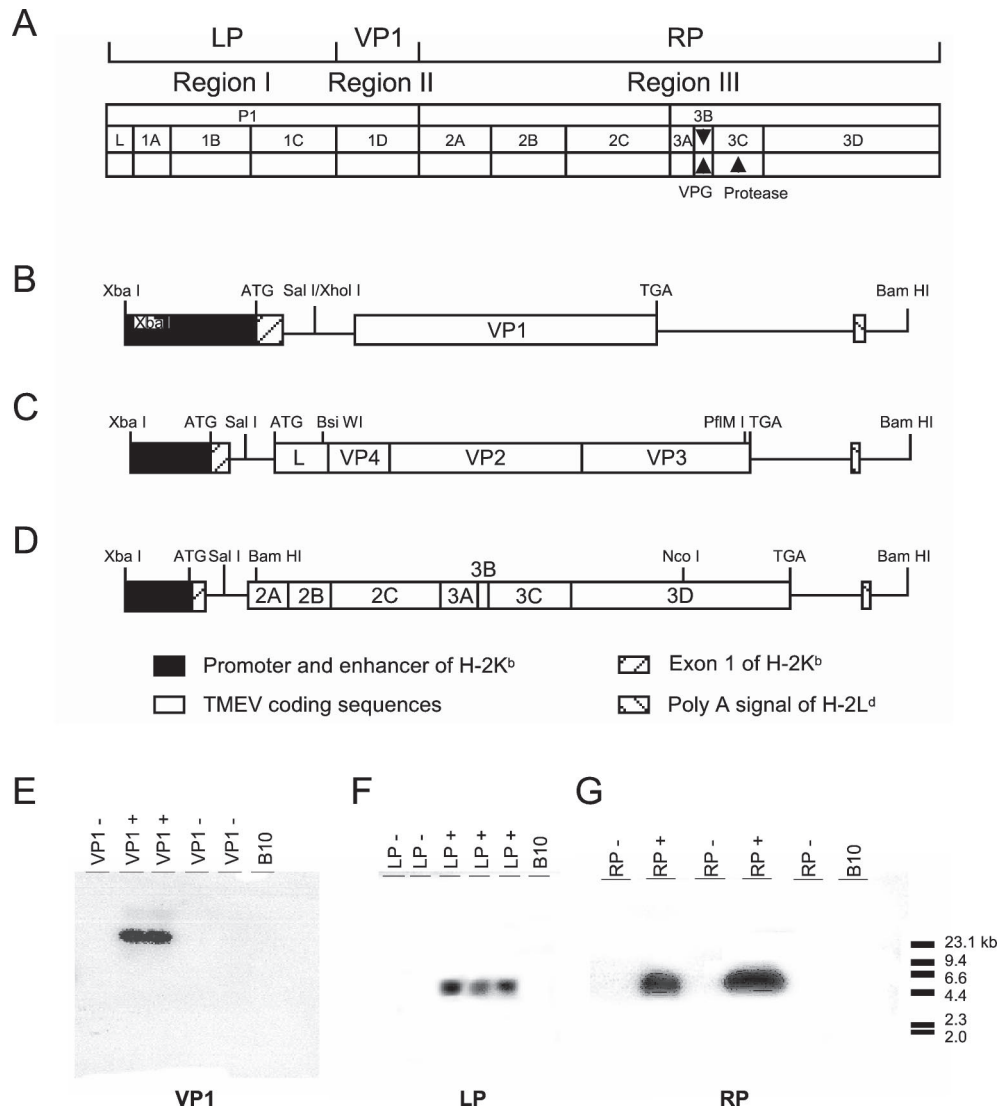 A
LP VP1 RP
Region I Region II Region III
P1 3B
L 1A 1B 1C 1D 2A 2B 2C 3A 3C 3D
VPG Protease
B
Xba I ATG Sal I/Xhol I TGA Bam HI
Xba I VP1
C
Xba I ATG Sal I ATG Bsi WI PflM I TGA Bam HI
L VP4 VP2 VP3
D
Xba I ATG Sal I Bam HI 3B Nco I TGA Bam HI
2A 2B 2C 3A 3C 3D
Promoter and enhancer of H-2Kᵇ Exon 1 of H-2Kᵇ
TMEV coding sequences Poly A signal of H-2Lᵈ
E F G
VP1 - VP1 + VP1 + VP1 - VP1 - B10
LP - LP - LP + LP + LP + B10
RP - RP + RP - RP + RP - B10
23.1 kb
9.4
6.6
4.4
2.3
2.0
VP1 LP RP